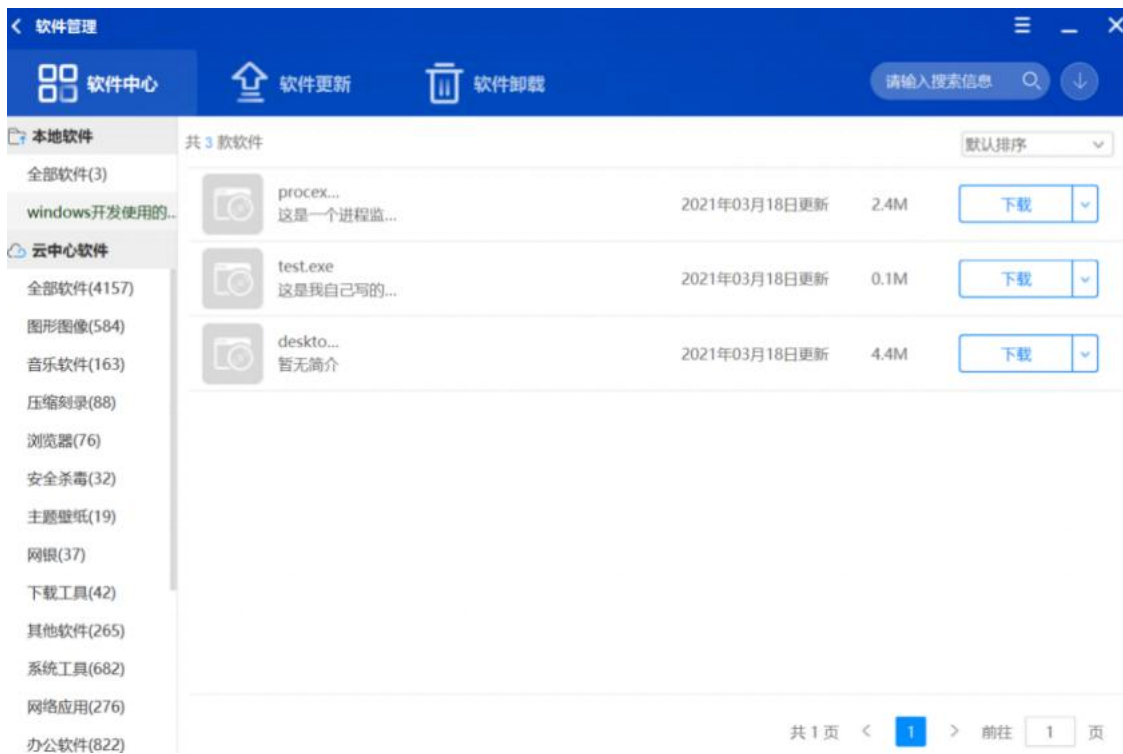 软件管理
软件中心
软件更新
软件卸载
请输入搜索信息
本地软件
全部软件(3)
windows开发使用的...
云中心软件
全部软件(4157)
图形图像(584)
音乐软件(163)
压缩刻录(88)
浏览器(76)
安全杀毒(32)
主题壁纸(19)
网银(37)
下载工具(42)
其他软件(265)
系统工具(682)
网络应用(276)
办公软件(822)
共 3 款软件
默认排序
procex...
这是一个进程监...
2021年03月18日更新
2.4M
下载
test.exe
这是我自己写的...
2021年03月18日更新
0.1M
下载
deskto...
暂无简介
2021年03月18日更新
4.4M
下载
共 1 页 < 1 > 前往 1 页